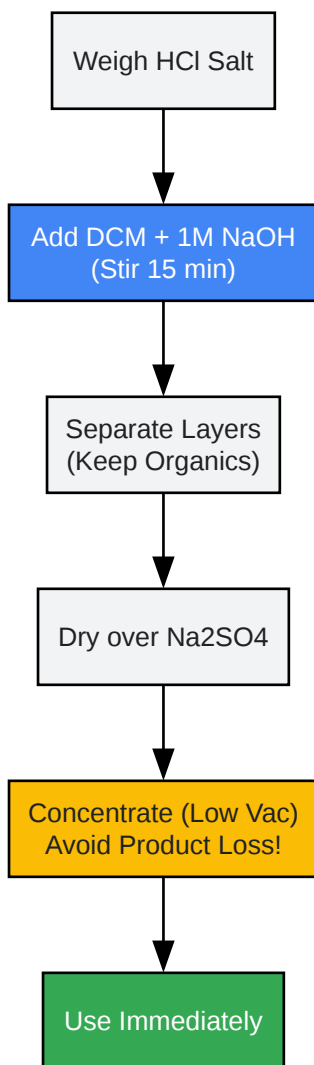 Weigh HCl Salt
Add DCM + 1M NaOH
(Stir 15 min)
Separate Layers
(Keep Organics)
Dry over Na2SO4
Concentrate (Low Vac)
Avoid Product Loss!
Use Immediately